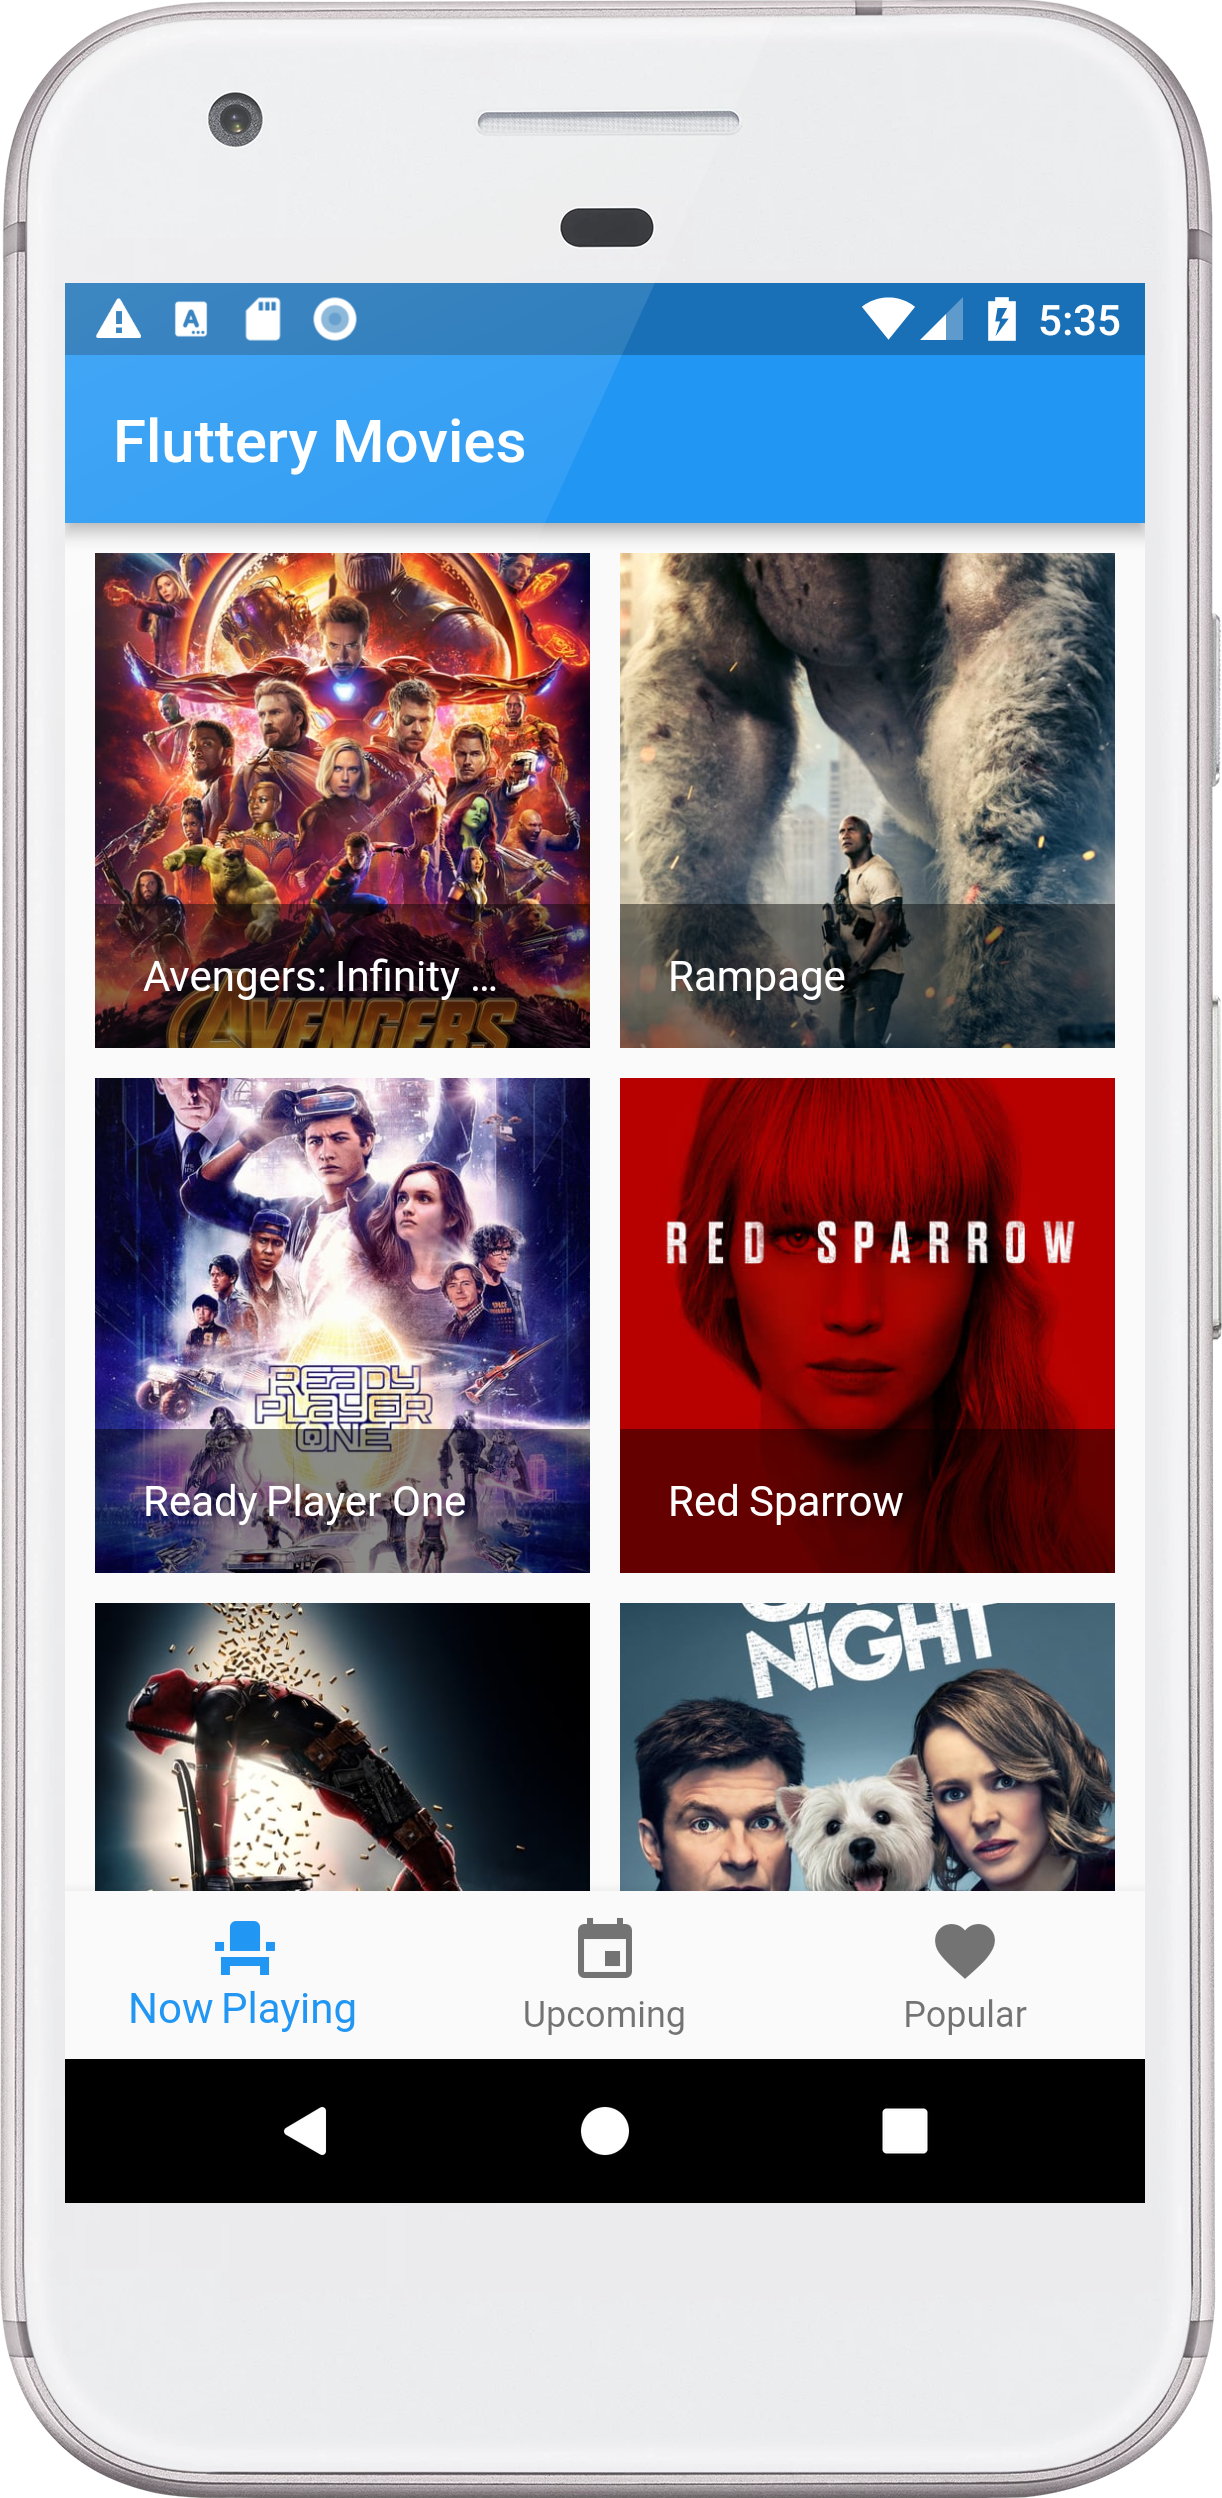 5:35
Fluttery Movies
AVENGERS
Avengers: Infinity ...
Rampage
READY
PLAYER
ONE
Ready Player One
RED SPARROW
Red Sparrow
NIGHT
Now Playing
Upcoming
Popular